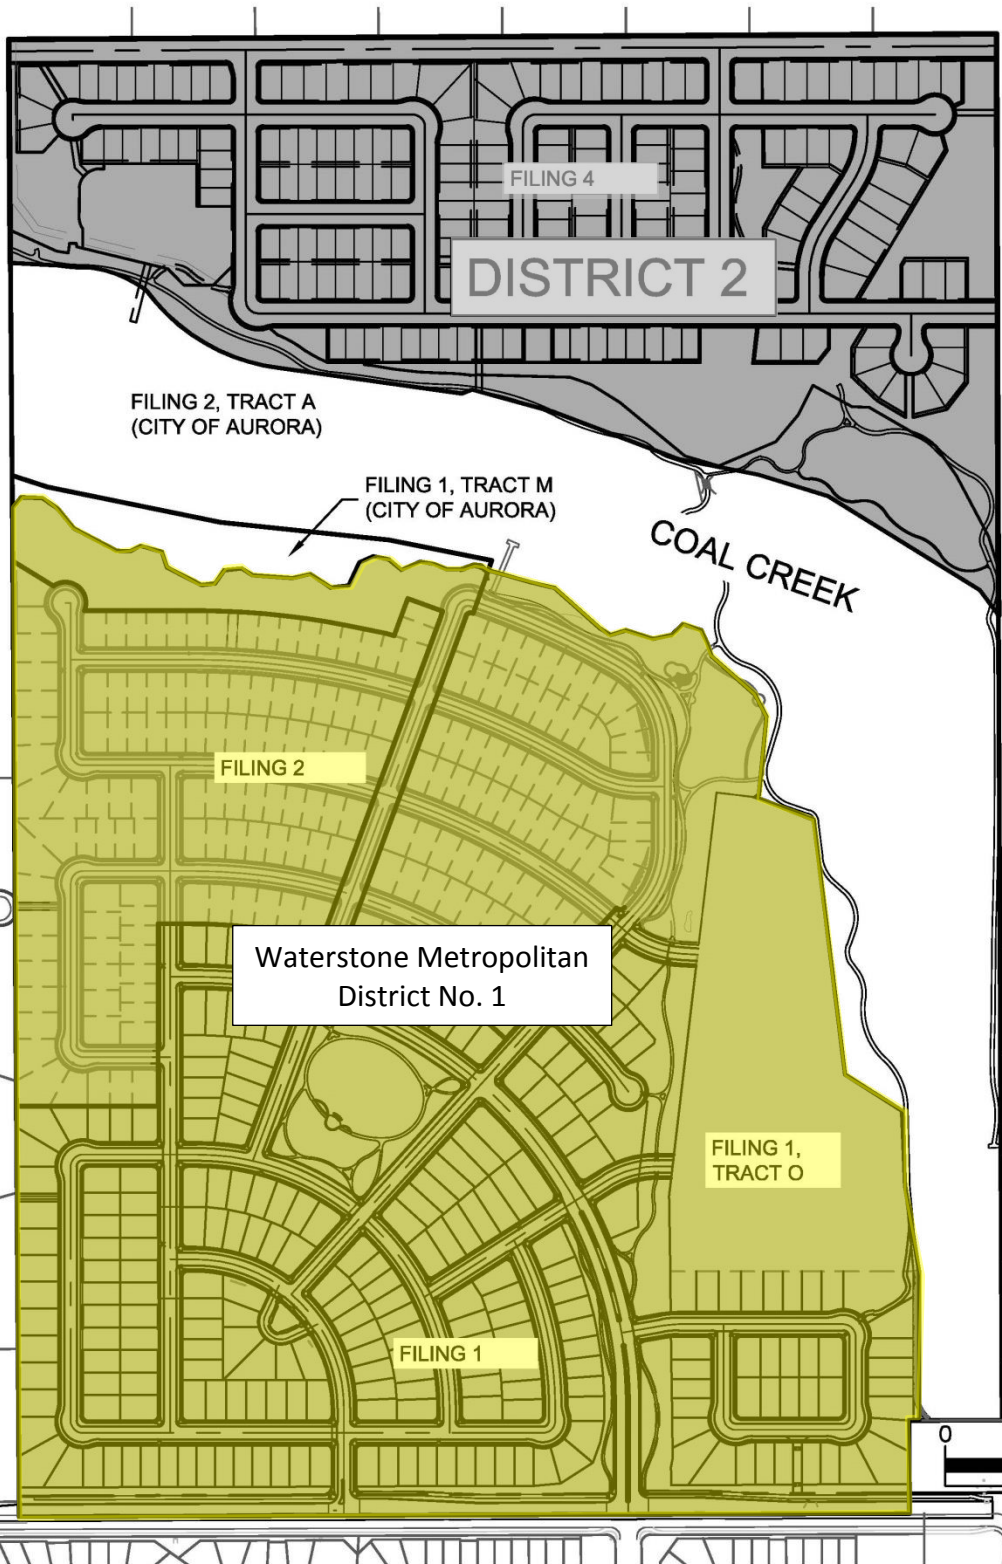 FILING 4
DISTRICT 2
FILING 2, TRACT A
(CITY OF AURORA)
FILING 1, TRACT M
(CITY OF AURORA)
COAL CREEK
FILING 2
Waterstone Metropolitan
District No. 1
FILING 1,
TRACT O
FILING 1
0